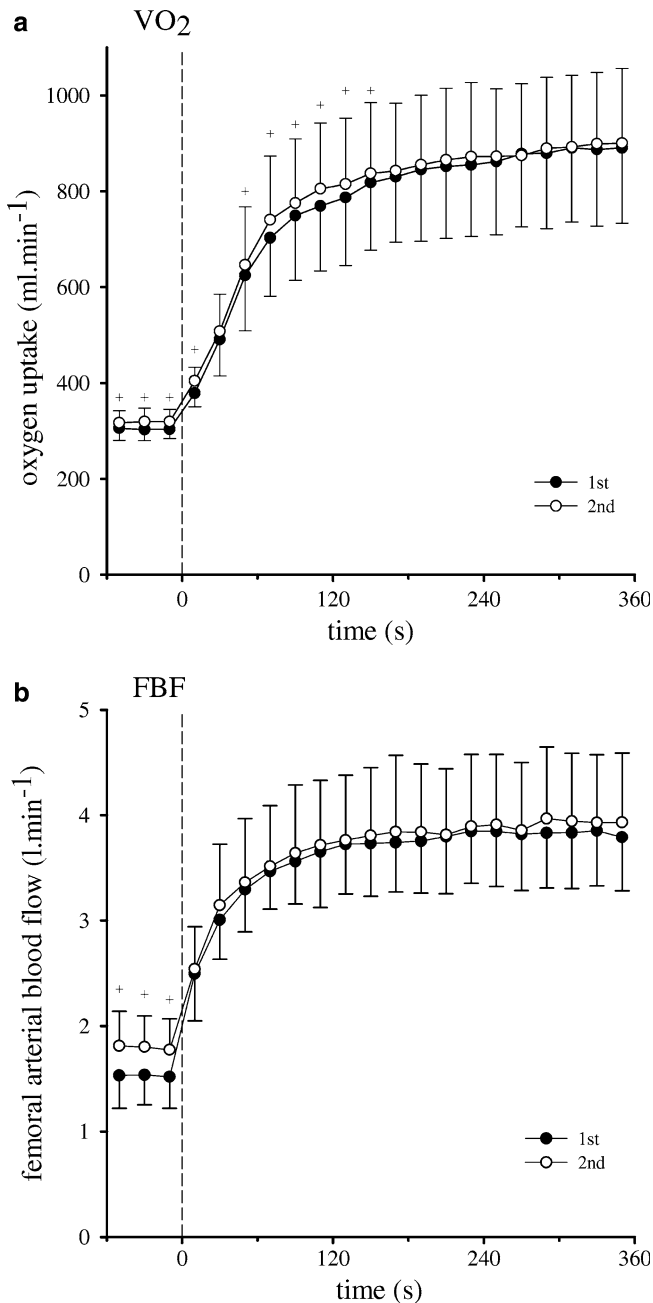 a
VO2
oxygen uptake (ml.min-1)
1000
800
600
400
200
0
+ + + + + + + + + + +
1st
2nd
0 120 240 360
time (s)
b
FBF
femoral arterial blood flow (l.min-1)
5
4
3
2
1
0
+ + +
1st
2nd
0 120 240 360
time (s)